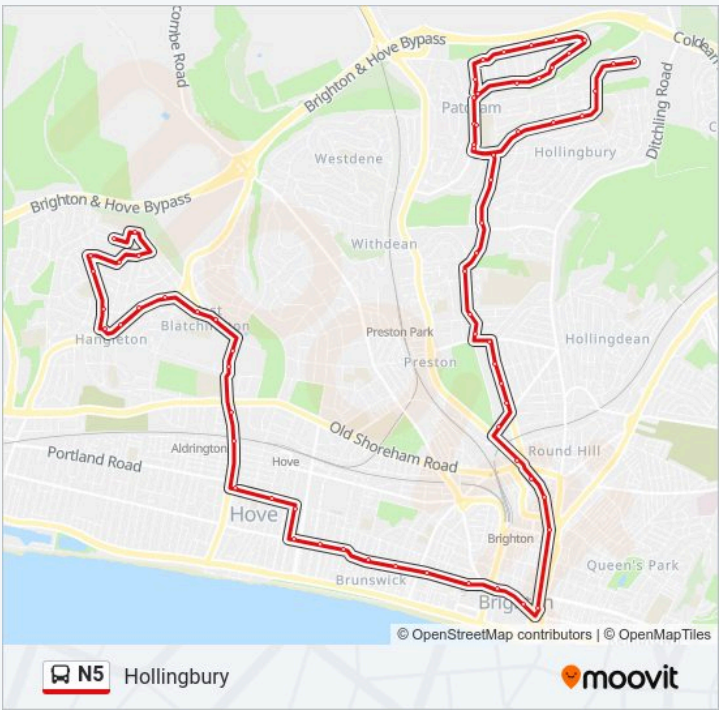 combe Road
Brighton & Hove Bypass
Coldean
Patcham
Ditchling Road
Westdene
Hollingbury
Brighton & Hove Bypass
Withdean
Blatchington
Preston Park
Hangleton
Hollingdean
Preston
Old Shoreham Road
Aldrington
Round Hill
Portland Road
Hove
Hove
Brighton
Queen's Park
Brunswick
Brighton
© OpenStreetMap contributors | © OpenMapTiles
N5 Hollingbury
moovit